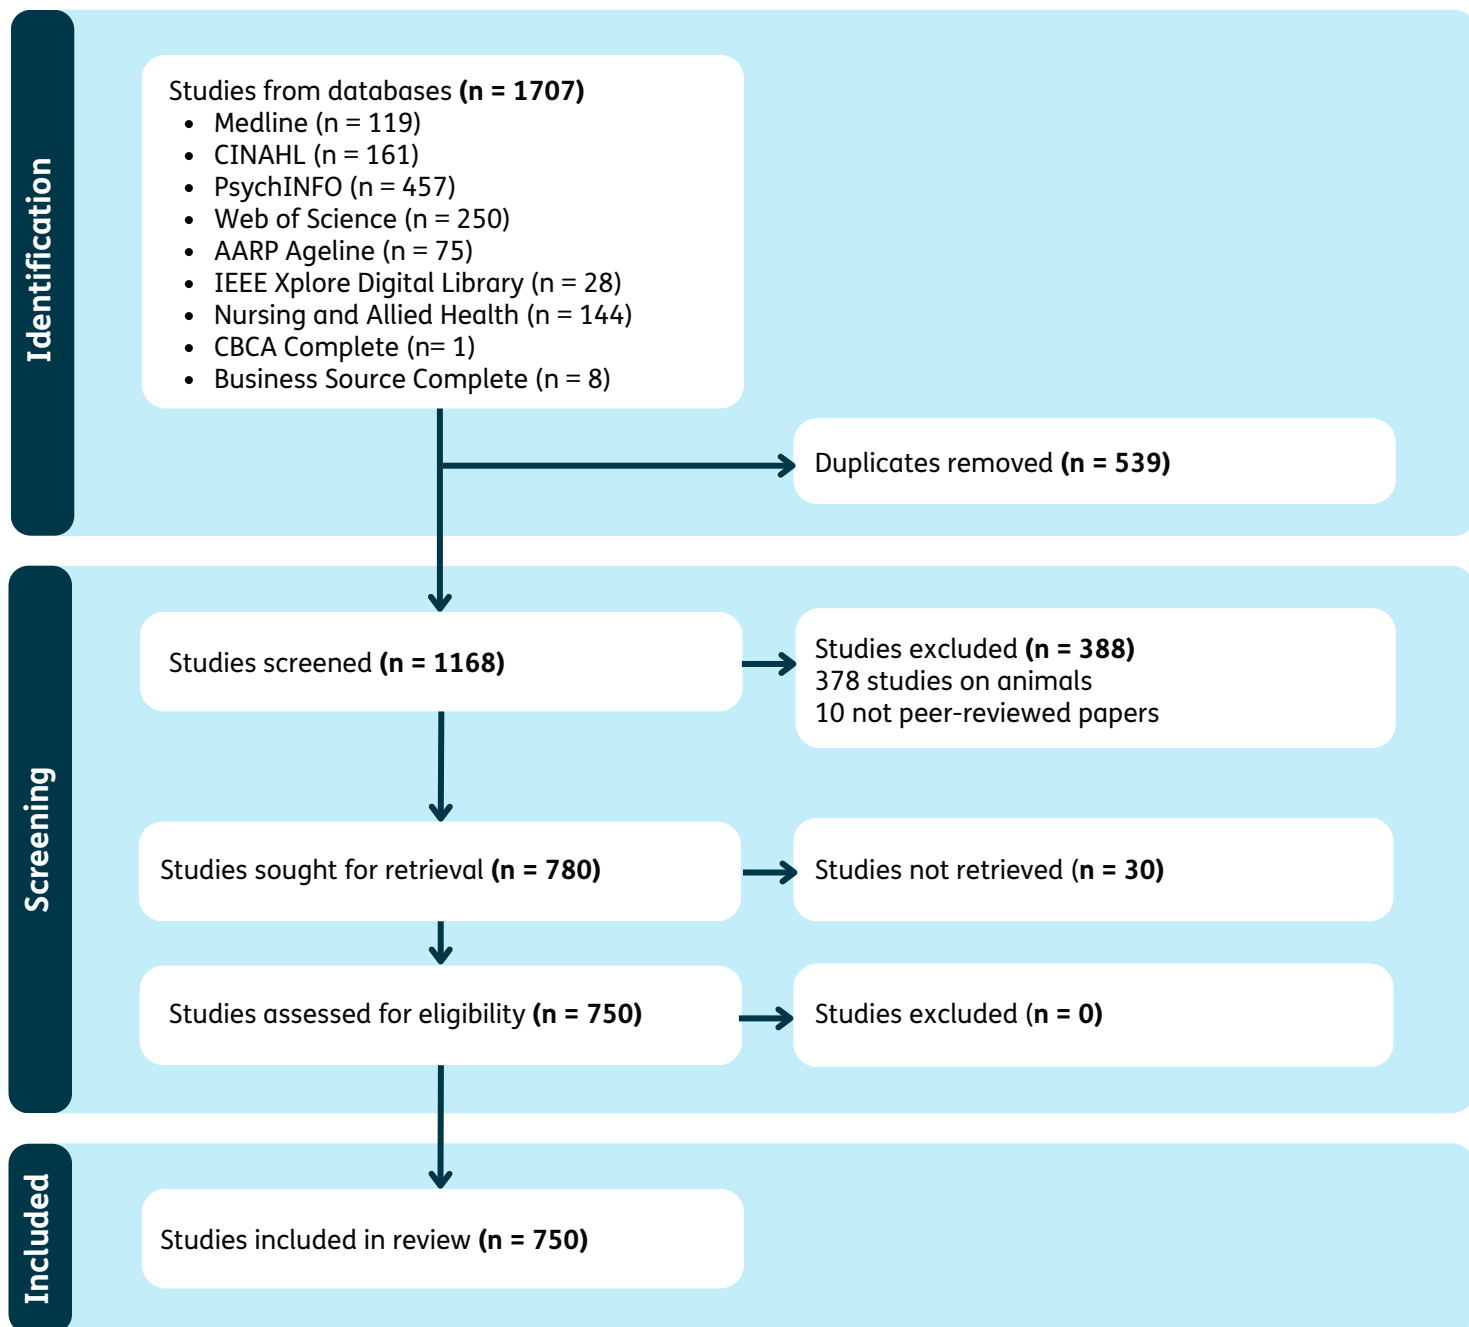 Identification
Studies from databases (n = 1707)
• Medline (n = 119)
• CINAHL (n = 161)
• PsychINFO (n = 457)
• Web of Science (n = 250)
• AARP Ageline (n = 75)
• IEEE Xplore Digital Library (n = 28)
• Nursing and Allied Health (n = 144)
• CBCA Complete (n= 1)
• Business Source Complete (n = 8)
Duplicates removed (n = 539)
Screening
Studies screened (n = 1168)
Studies excluded (n = 388)
378 studies on animals
10 not peer-reviewed papers
Studies sought for retrieval (n = 780)
Studies not retrieved (n = 30)
Studies assessed for eligibility (n = 750)
Studies excluded (n = 0)
Included
Studies included in review (n = 750)